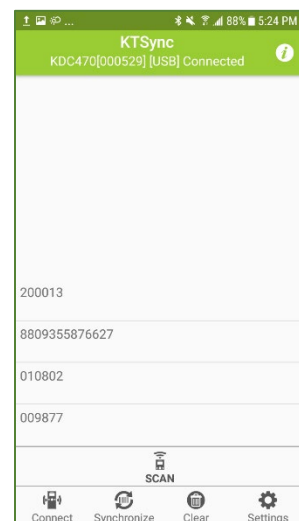 ... 88% 5:24 PM
KTSync
KDC470[000529] [USB] Connected
i
200013
8809355876627
010802
009877
SCAN
Connect Synchronize Clear Settings